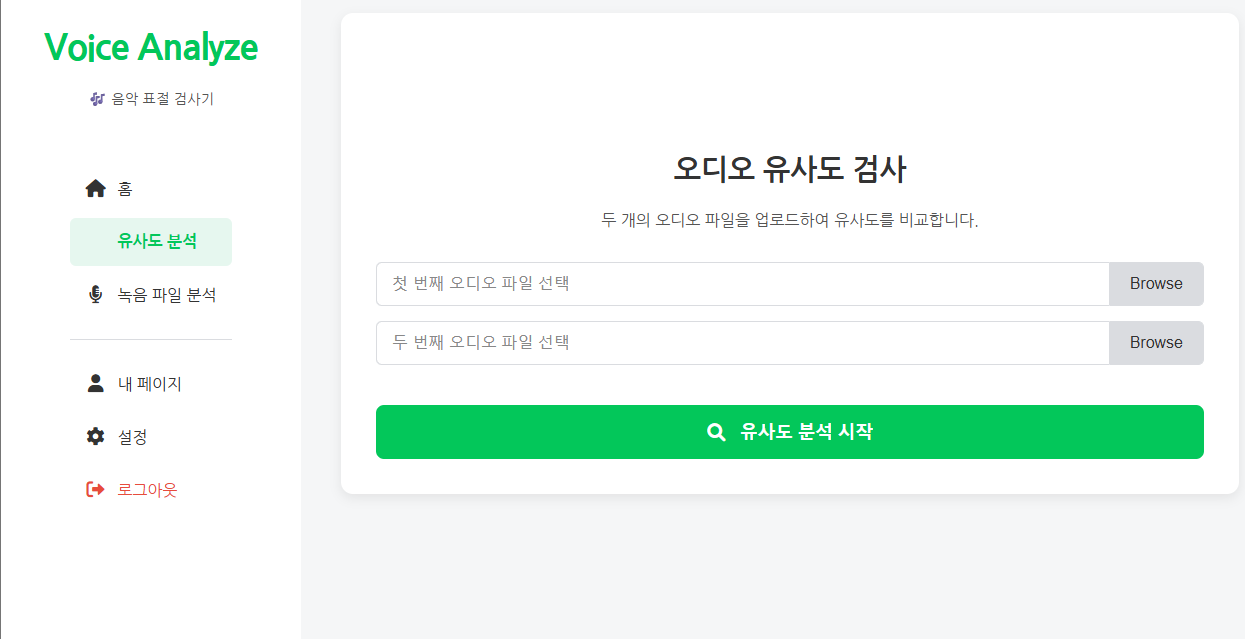 Voice Analyze
음악 표절 검사기
홈
유사도 분석
녹음 파일 분석
내 페이지
설정
로그아웃
오디오 유사도 검사
두 개의 오디오 파일을 업로드하여 유사도를 비교합니다.
첫 번째 오디오 파일 선택 Browse
두 번째 오디오 파일 선택 Browse
유사도 분석 시작